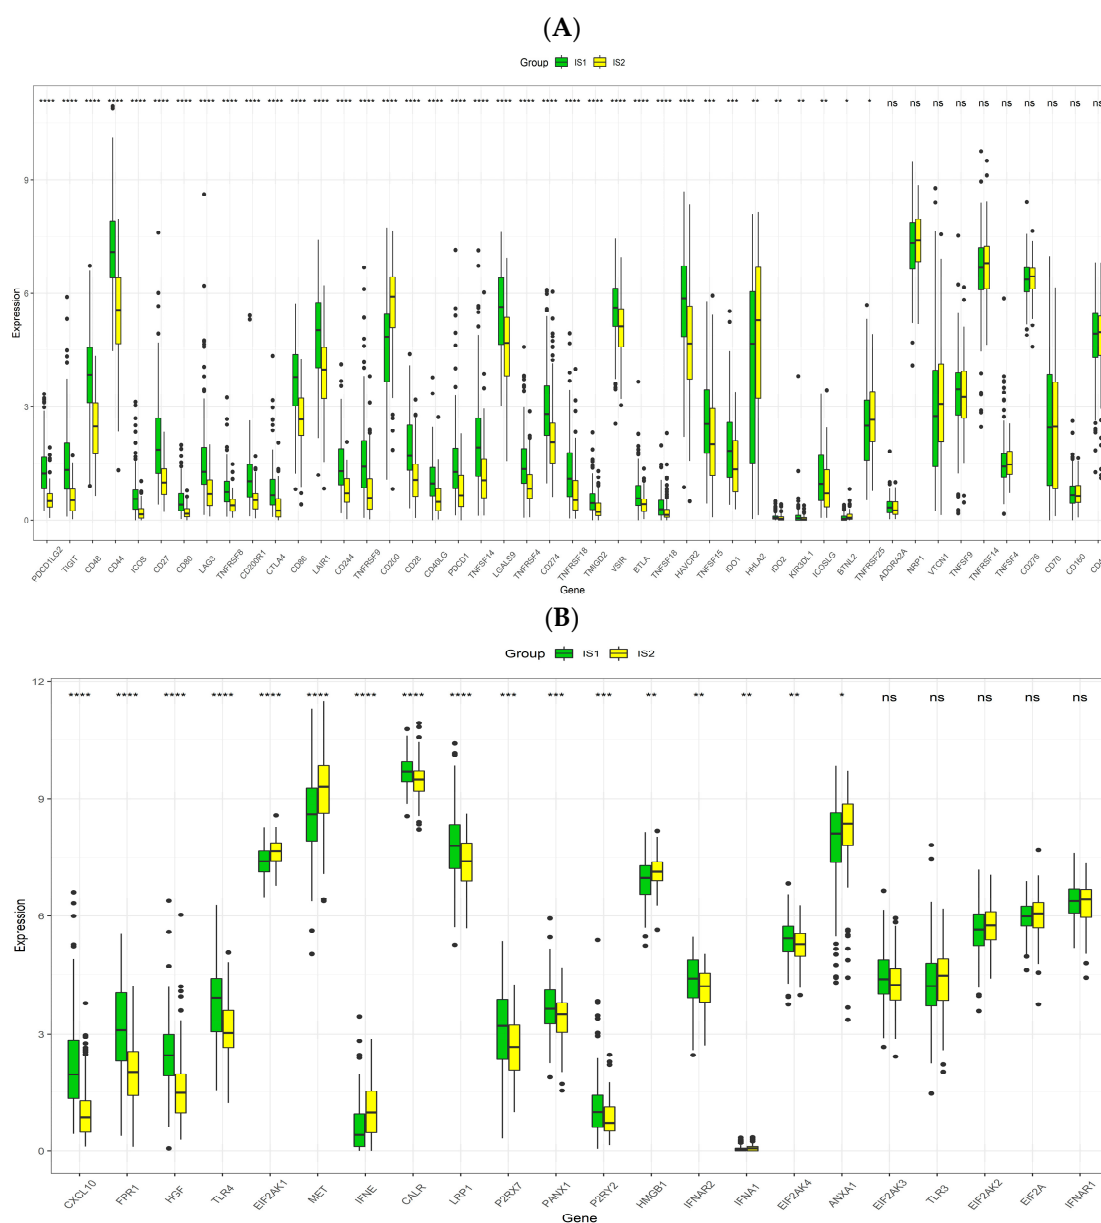 (A)
Group IS1 IS2
**** **** **** **** **** **** **** **** **** **** **** **** **** **** **** **** **** **** **** **** **** **** **** **** **** **** **** **** **** *** *** ** ** ** ** * * ns ns ns ns ns ns ns ns ns ns
9
6
3
0
Expression
PDCD1LG2 TIGIT CD48 CD44 ICOS CD27 CD80 LAG3 TNFRSF8 CD200R1 CTLA4 CD86 LAIR1 CD244 TNFRSF9 CD200 CD28 CD40LG PDCD1 TNFSF14 LGALS9 TNFRSF4 CD274 TNFRSF18 TMIGD2 VSIR BTLA TNFSF18 HAVCR2 TNFSF15 IDO1 HHLA2 IDO2 KIR3DL1 ICOSLG BTNL2 TNFRSF25 ADORA2A NRP1 VTCN1 TNFSF9 TNFRSF14 TNFSF4 CD276 CD70 CD160
Gene
(B)
Group IS1 IS2
**** **** **** **** **** **** **** **** **** *** *** *** ** ** ** ** * ns ns ns ns ns
12
9
6
3
0
Expression
CXCL10 FPR1 HGF TLR4 EIF2AK1 MET IFNE CALR LRP1 P2RX7 PANX1 P2RY2 HMGB1 IFNAR2 IFNA1 EIF2AK4 ANXA1 EIF2AK3 TLR3 EIF2AK2 EIF2A IFNAR1
Gene